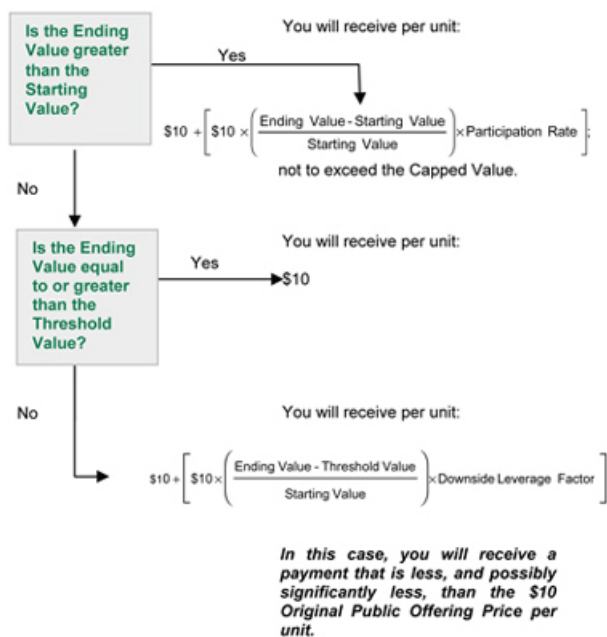 Is the Ending
Value greater
than the
Starting
Value?
Yes
You will receive per unit:
$10 + [ $10 × ( Ending Value - Starting Value / Starting Value ) × Participation Rate ] ;
not to exceed the Capped Value.
No
Is the Ending
Value equal
to or greater
than the
Threshold
Value?
Yes
You will receive per unit:
$10
No
You will receive per unit:
$10 + [ $10 × ( Ending Value - Threshold Value / Starting Value ) × Downside Leverage Factor ]
In this case, you will receive a
payment that is less, and possibly
significantly less, than the $10
Original Public Offering Price per
unit.